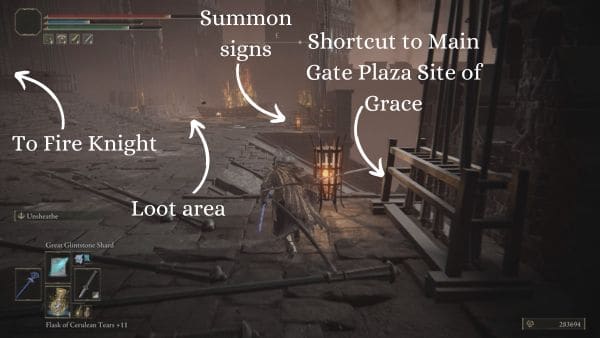 Summon
signs
Shortcut to Main
Gate Plaza Site of
Grace
To Fire Knight
Loot area
E
Unsheathe
Great Glintstone Shard
Flask of Cerulean Tears +11
283694